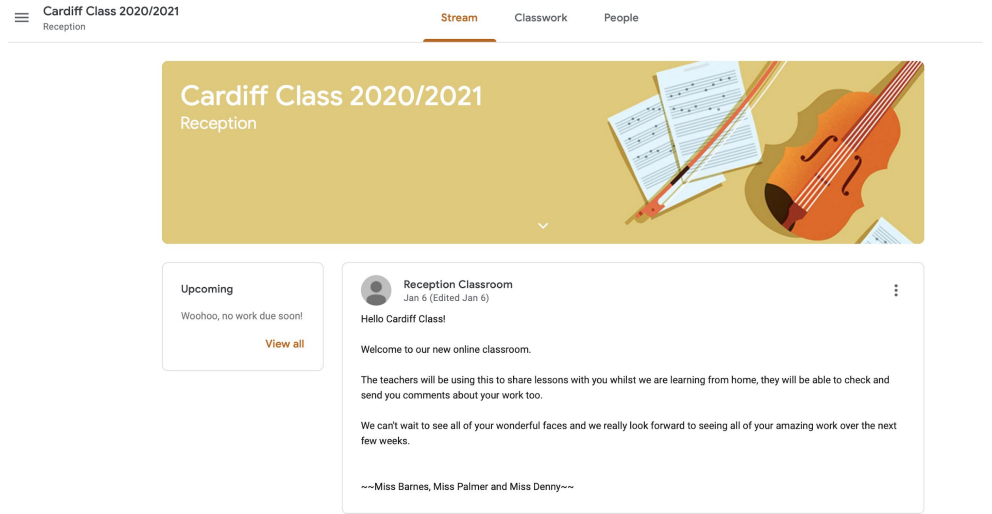 Cardiff Class 2020/2021
Reception
Stream
Classwork
People
Cardiff Class 2020/2021
Reception
Upcoming
Woohoo, no work due soon!
View all
Reception Classroom
Jan 6 (Edited Jan 6)
Hello Cardiff Class!
Welcome to our new online classroom.
The teachers will be using this to share lessons with you whilst we are learning from home, they will be able to check and
send you comments about your work too.
We can't wait to see all of your wonderful faces and we really look forward to seeing all of your amazing work over the next
few weeks.
~~Miss Barnes, Miss Palmer and Miss Denny~~